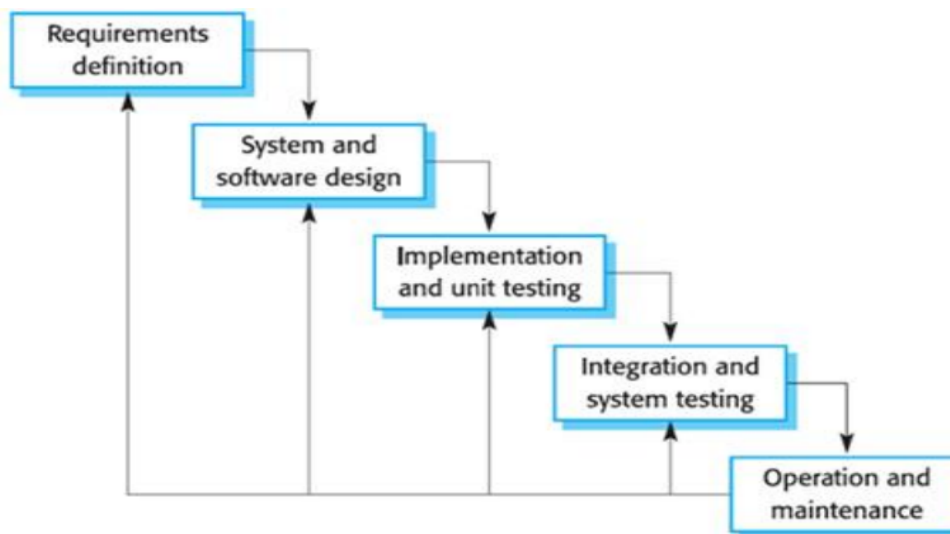 Requirements
definition
System and
software design
Implementation
and unit testing
Integration and
system testing
Operation and
maintenance